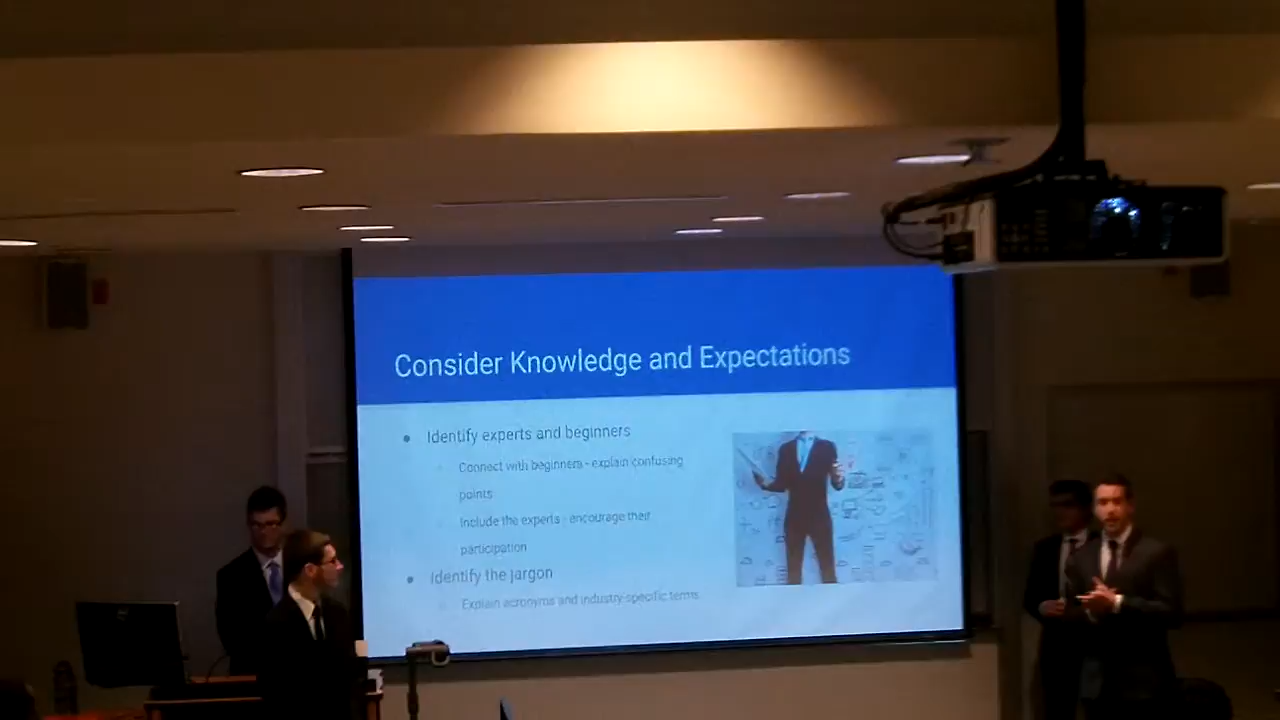 Consider Knowledge and Expectations
Identify experts and beginners
Connect with beginners - explain confusing
points
Include the experts - encourage their
participation
Identify the jargon
Explain acronyms and industry-specific terms